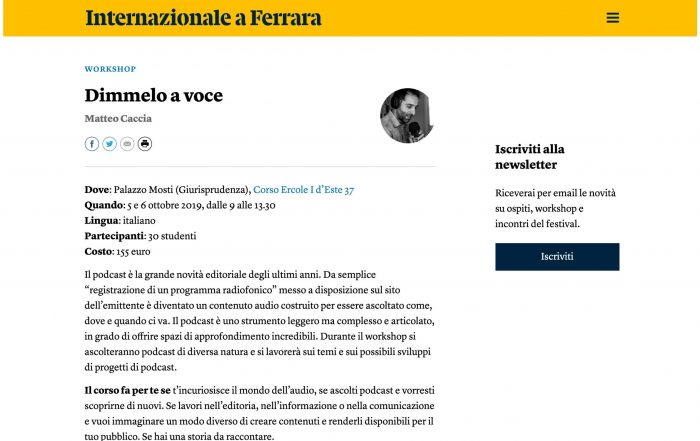 Internazionale a Ferrara
WORKSHOP
Dimmelo a voce
Matteo Caccia
Dove: Palazzo Mosti (Giurisprudenza), Corso Ercole I d'Este 37
Quando: 5 e 6 ottobre 2019, dalle 9 alle 13.30
Lingua: italiano
Partecipanti: 30 studenti
Costo: 155 euro
Il podcast è la grande novità editoriale degli ultimi anni. Da semplice
“registrazione di un programma radiofonico” messo a disposizione sul sito
dell'emittente è diventato un contenuto audio costruito per essere ascoltato come,
dove e quando ci va. Il podcast è uno strumento leggero ma complesso e articolato,
in grado di offrire spazi di approfondimento incredibili. Durante il workshop si
ascolteranno podcast di diversa natura e si lavorerà sui temi e sui possibili sviluppi
di progetti di podcast.
Il corso fa per te se t'incuriosisce il mondo dell'audio, se ascolti podcast e vorresti
scoprirne di nuovi. Se lavori nell'editoria, nell'informazione o nella comunicazione
e vuoi immaginare un modo diverso di creare contenuti e renderli disponibili per il
tuo pubblico. Se hai una storia da raccontare.
Iscriviti alla
newsletter
Riceverai per email le novità
su ospiti, workshop e
incontri del festival.
Iscriviti